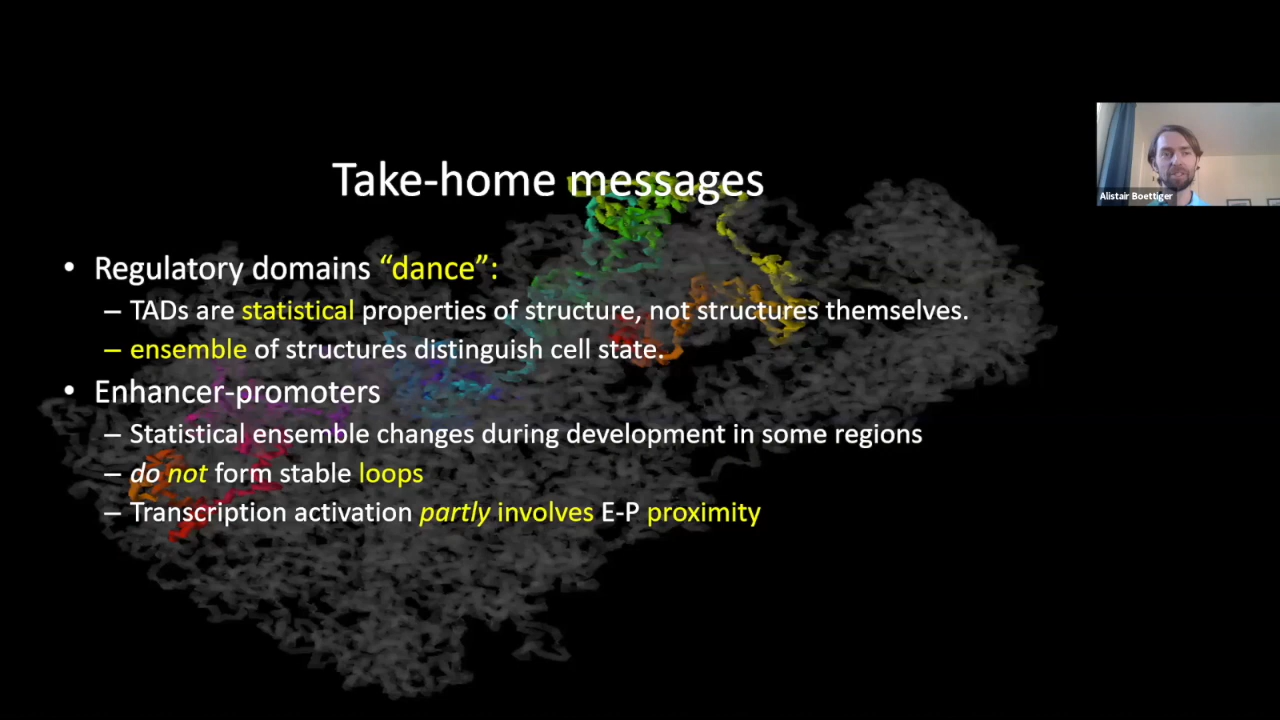 Take-home messages
Alistair Boettiger
• Regulatory domains “dance”:
– TADs are statistical properties of structure, not structures themselves.
– ensemble of structures distinguish cell state.
• Enhancer-promoters
– Statistical ensemble changes during development in some regions
– do not form stable loops
– Transcription activation partly involves E-P proximity